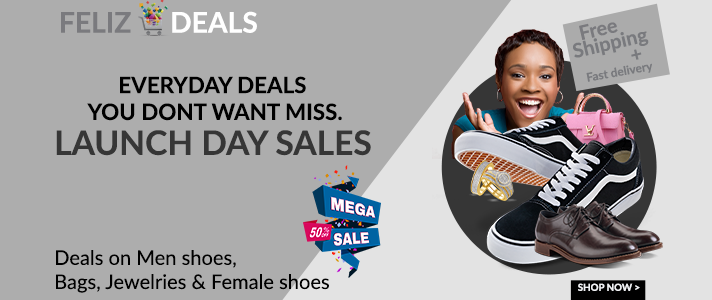 FELIZ DEALS
Free
Shipping
+
Fast delivery
EVERYDAY DEALS
YOU DONT WANT MISS.
LAUNCH DAY SALES
MEGA
50% OFF
SALE
Deals on Men shoes,
Bags, Jewelries & Female shoes
SHOP NOW >